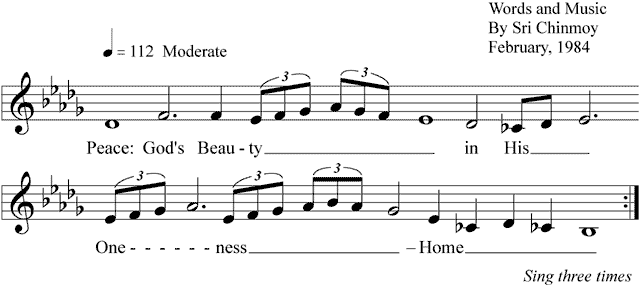 Words and Music
By Sri Chinmoy
February, 1984
= 112 Moderate
3 3
Peace: God's Beau - ty in His
3 3 3
One - - - - - - ness – Home
Sing three times